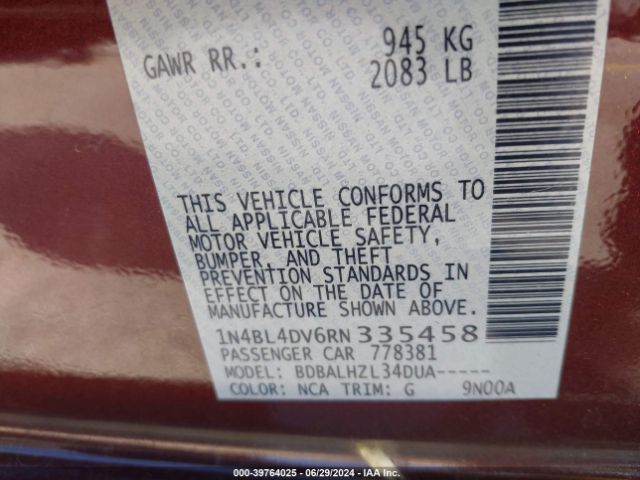 GAWR RR.: 945 KG
2083 LB
THIS VEHICLE CONFORMS TO
ALL APPLICABLE FEDERAL
MOTOR VEHICLE SAFETY,
BUMPER, AND THEFT
PREVENTION STANDARDS IN
EFFECT ON THE DATE OF
MANUFACTURE SHOWN ABOVE.
1N4BL4DV6RN335458
PASSENGER CAR 778381
MODEL: BDBALHZL34DUA-----
COLOR: NCA TRIM: G 9N00A
000-39764025 - 06/29/2024 - IAA Inc.